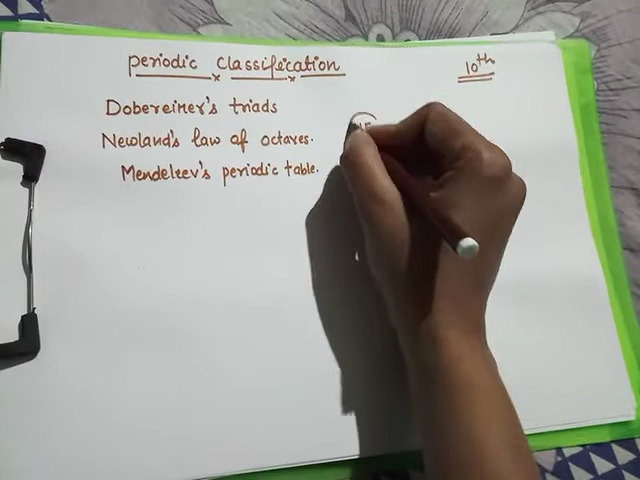 periodic classification
10th
Dobereiner's triads
Newland's law of octaves.
Mendeleev's periodic table.